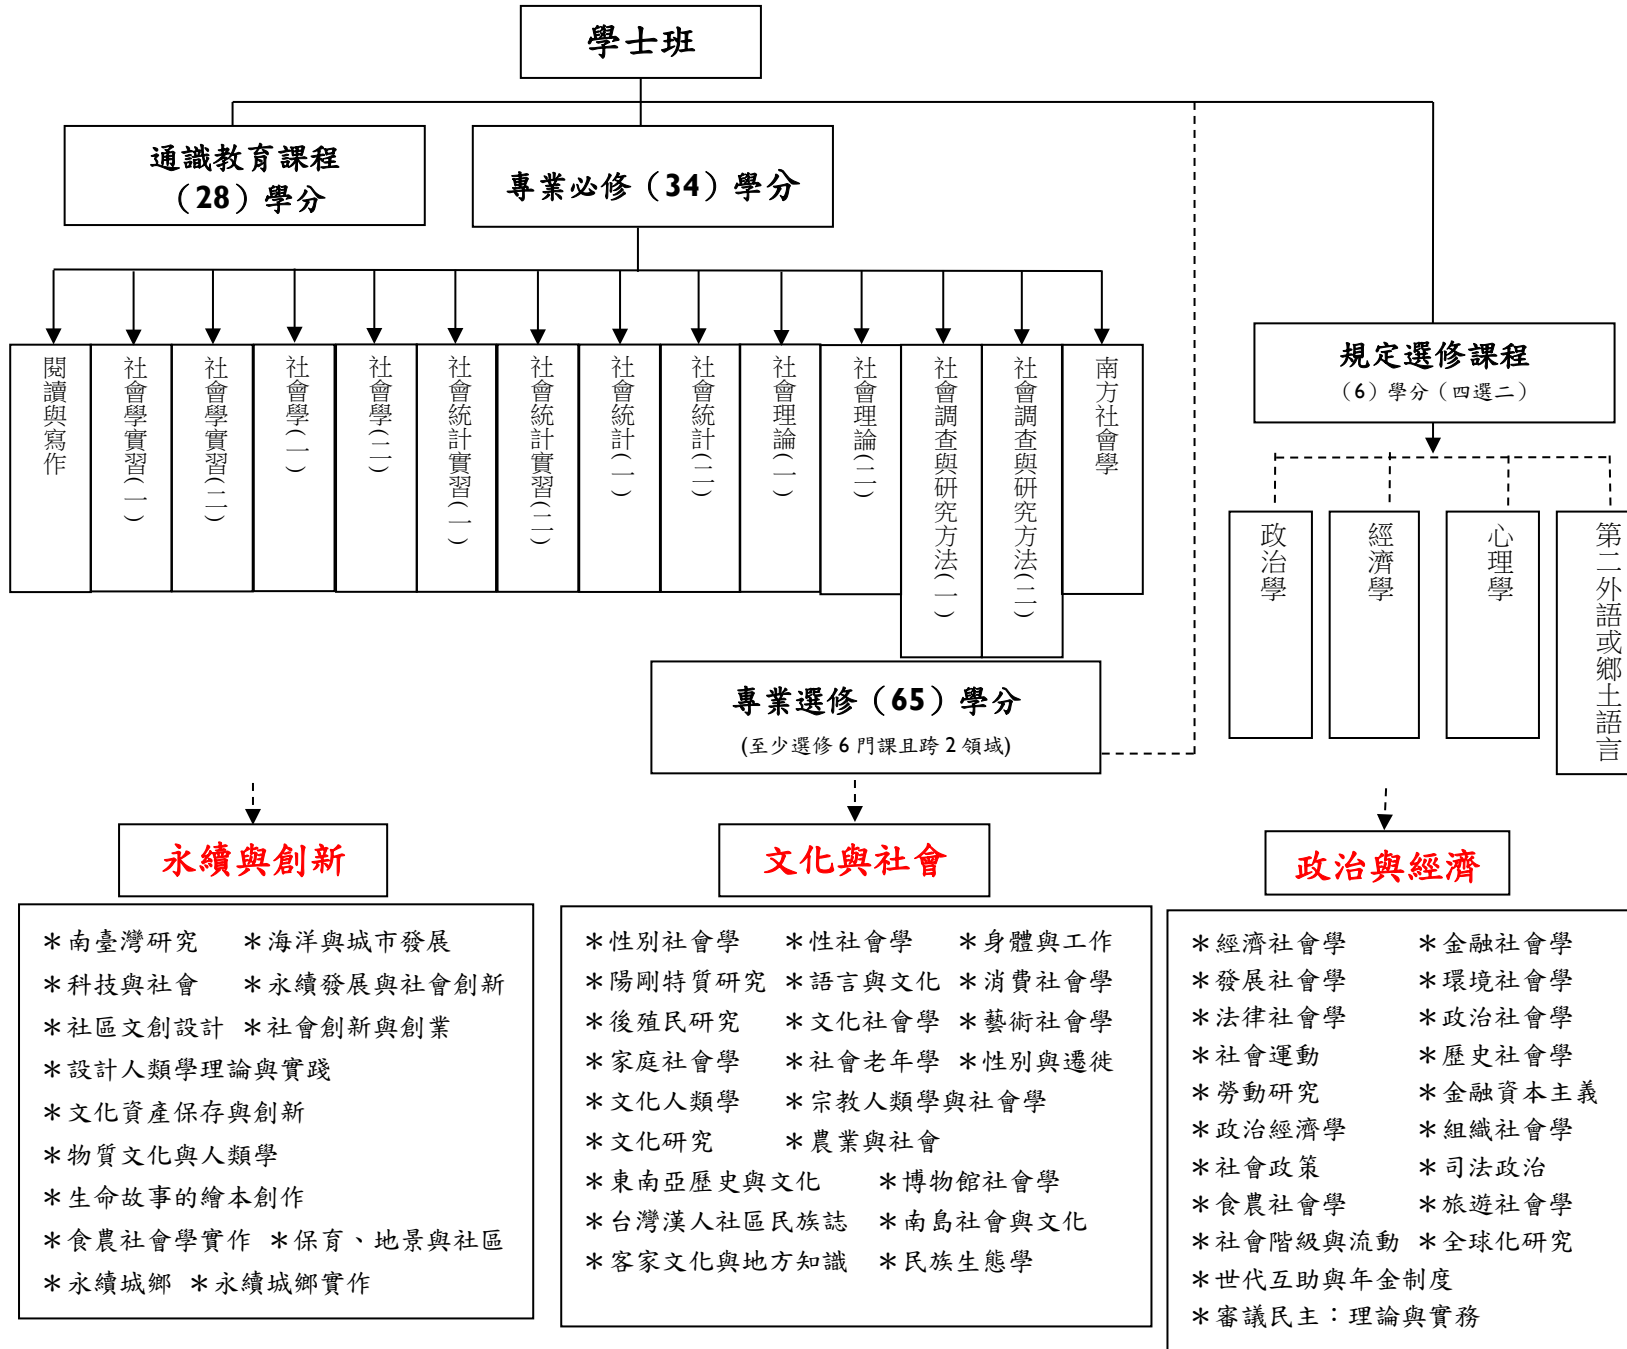 學士班
通識教育課程
（28）學分
專業必修（34）學分
閱讀與寫作
社會學實習(一)
社會學實習(二)
社會學(一)
社會學(二)
社會統計實習(一)
社會統計實習(二)
社會統計(一)
社會統計(二)
社會理論(一)
社會理論(二)
社會調查與研究方法(一)
社會調查與研究方法(二)
南方社會學
規定選修課程
（6）學分（四選二）
政治學
經濟學
心理學
第二外語或鄉土語言
專業選修（65）學分
(至少選修 6 門課且跨 2 領域)
永續與創新
＊南臺灣研究 ＊海洋與城市發展
＊科技與社會 ＊永續發展與社會創新
＊社區文創設計 ＊社會創新與創業
＊設計人類學理論與實踐
＊文化資產保存與創新
＊物質文化與人類學
＊生命故事的繪本創作
＊食農社會學實作 ＊保育、地景與社區
＊永續城鄉 ＊永續城鄉實作
文化與社會
＊性別社會學 ＊性社會學 ＊身體與工作
＊陽剛特質研究 ＊語言與文化 ＊消費社會學
＊後殖民研究 ＊文化社會學 ＊藝術社會學
＊家庭社會學 ＊社會老年學 ＊性別與遷徙
＊文化人類學 ＊宗教人類學與社會學
＊文化研究 ＊農業與社會
＊東南亞歷史與文化 ＊博物館社會學
＊台灣漢人社區民族誌 ＊南島社會與文化
＊客家文化與地方知識 ＊民族生態學
政治與經濟
＊經濟社會學 ＊金融社會學
＊發展社會學 ＊環境社會學
＊法律社會學 ＊政治社會學
＊社會運動 ＊歷史社會學
＊勞動研究 ＊金融資本主義
＊政治經濟學 ＊組織社會學
＊社會政策 ＊司法政治
＊食農社會學 ＊旅遊社會學
＊社會階級與流動 ＊全球化研究
＊世代互助與年金制度
＊審議民主：理論與實務